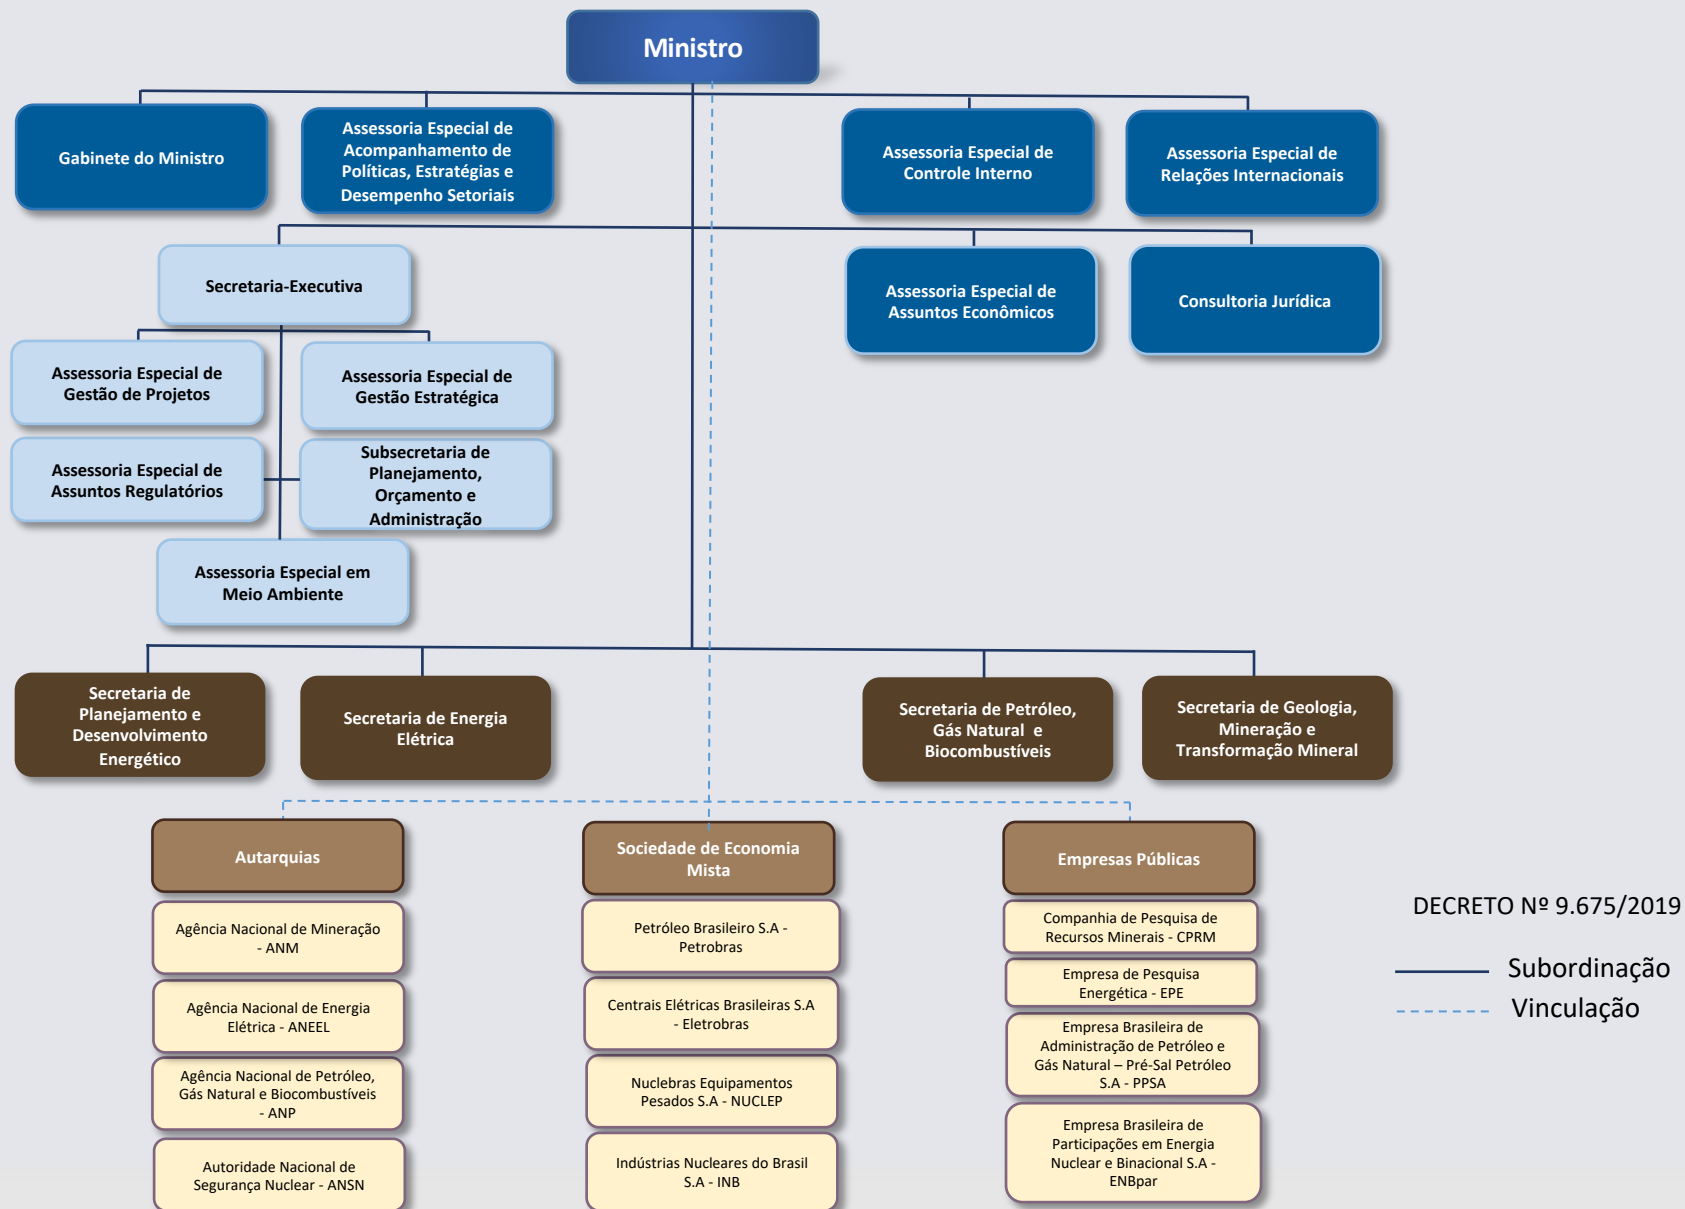 Ministro
Gabinete do Ministro
Assessoria Especial de
Acompanhamento de
Políticas, Estratégias e
Desempenho Setoriais
Assessoria Especial de
Controle Interno
Assessoria Especial de
Relações Internacionais
Secretaria-Executiva
Assessoria Especial de
Assuntos Econômicos
Consultoria Jurídica
Assessoria Especial de
Gestão de Projetos
Assessoria Especial de
Gestão Estratégica
Assessoria Especial de
Assuntos Regulatórios
Subsecretaria de
Planejamento,
Orçamento e
Administração
Assessoria Especial em
Meio Ambiente
Secretaria de
Planejamento e
Desenvolvimento
Energético
Secretaria de Energia
Elétrica
Secretaria de Petróleo,
Gás Natural e
Biocombustíveis
Secretaria de Geologia,
Mineração e
Transformação Mineral
Autarquias
Agência Nacional de Mineração
- ANM
Agência Nacional de Energia
Elétrica - ANEEL
Agência Nacional de Petróleo,
Gás Natural e Biocombustíveis
- ANP
Autoridade Nacional de
Segurança Nuclear - ANSN
Sociedade de Economia
Mista
Petróleo Brasileiro S.A -
Petrobras
Centrais Elétricas Brasileiras S.A
- Eletrobras
Nuclebras Equipamentos
Pesados S.A - NUCLEP
Indústrias Nucleares do Brasil
S.A - INB
Empresas Públicas
Companhia de Pesquisa de
Recursos Minerais - CPRM
Empresa de Pesquisa
Energética - EPE
Empresa Brasileira de
Administração de Petróleo e
Gás Natural – Pré-Sal Petróleo
S.A - PPSA
Empresa Brasileira de
Participações em Energia
Nuclear e Binacional S.A -
ENBpar
DECRETO Nº 9.675/2019
Subordinação
Vinculação